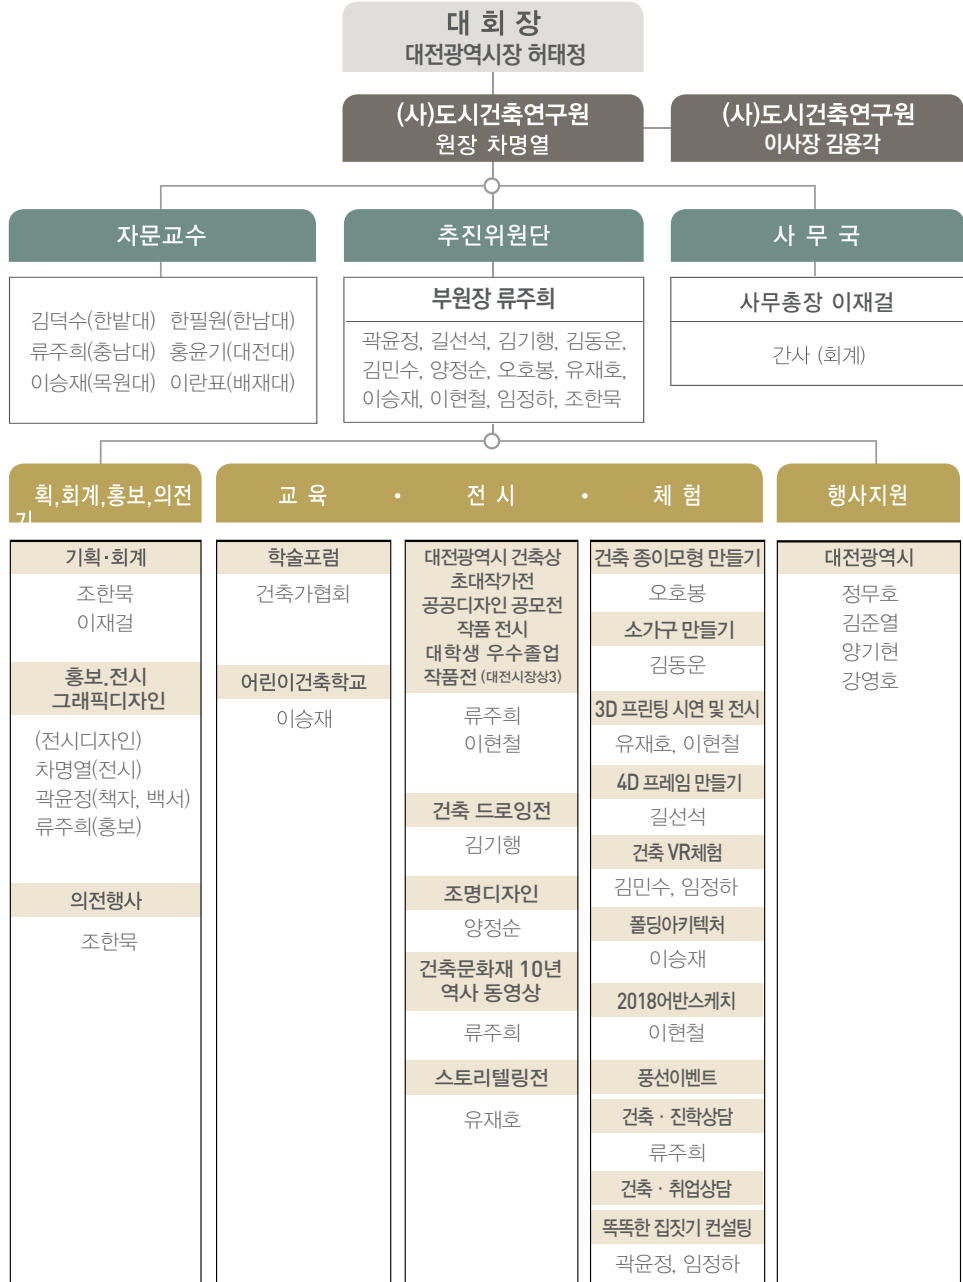 대 회 장
대전광역시장 허태정
(사)도시건축연구원
원장 차명열
(사)도시건축연구원
이사장 김용각
자문교수
추진위원단
사 무 국
김덕수(한밭대) 한필원(한남대)
류주희(충남대) 홍윤기(대전대)
이승재(목원대) 이란표(배재대)
부원장 류주희
곽윤정, 길선석, 김기행, 김동운,
김민수, 양정순, 오호봉, 유재호,
이승재, 이현철, 임정하, 조한묵
사무총장 이재걸
간사 (회계)
획,회계,홍보,의전
기
교 육 · 전 시 · 체 험
행사지원
기획·회계
조한묵
이재걸
홍보.전시
그래픽디자인
(전시디자인)
차명열(전시)
곽윤정(책자, 백서)
류주희(홍보)
의전행사
조한묵
학술포럼
건축가협회
어린이건축학교
이승재
대전광역시 건축상
초대작가전
공공디자인 공모전
작품 전시
대학생 우수졸업
작품전 (대전시장상3)
류주희
이현철
건축 드로잉전
김기행
조명디자인
양정순
건축문화재 10년
역사 동영상
류주희
스토리텔링전
유재호
건축 종이모형 만들기
오호봉
소가구 만들기
김동운
3D 프린팅 시연 및 전시
유재호, 이현철
4D 프레임 만들기
길선석
건축 VR체험
김민수, 임정하
폴딩아키텍처
이승재
2018어반스케치
이현철
풍선이벤트
건축 · 진학상담
류주희
건축 · 취업상담
똑똑한 집짓기 컨설팅
곽윤정, 임정하
대전광역시
정무호
김준열
양기현
강영호